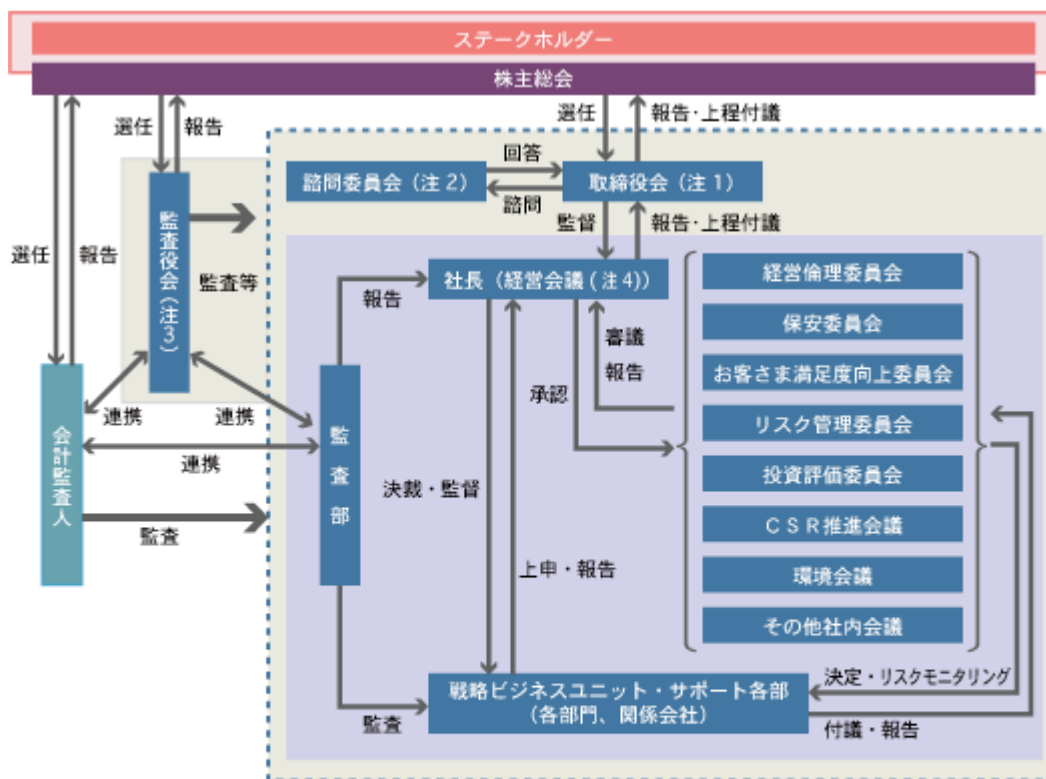 ステークホルダー
株主総会
選任
報告
選任
報告
選任
報告・上程付議
回答
諮問委員会（注２）
諮問
取締役会（注１）
監督
報告・上程付議
監査役会（注３）
監査等
社長（経営会議(注４)）
報告
審議
報告
承認
経営倫理委員会
保安委員会
お客さま満足度向上委員会
リスク管理委員会
投資評価委員会
ＣＳＲ推進会議
環境会議
その他社内会議
連携
連携
連携
会計監査人
監査
監査部
決裁・監督
上申・報告
監査
戦略ビジネスユニット・サポート各部
（各部門、関係会社）
決定・リスクモニタリング
付議・報告